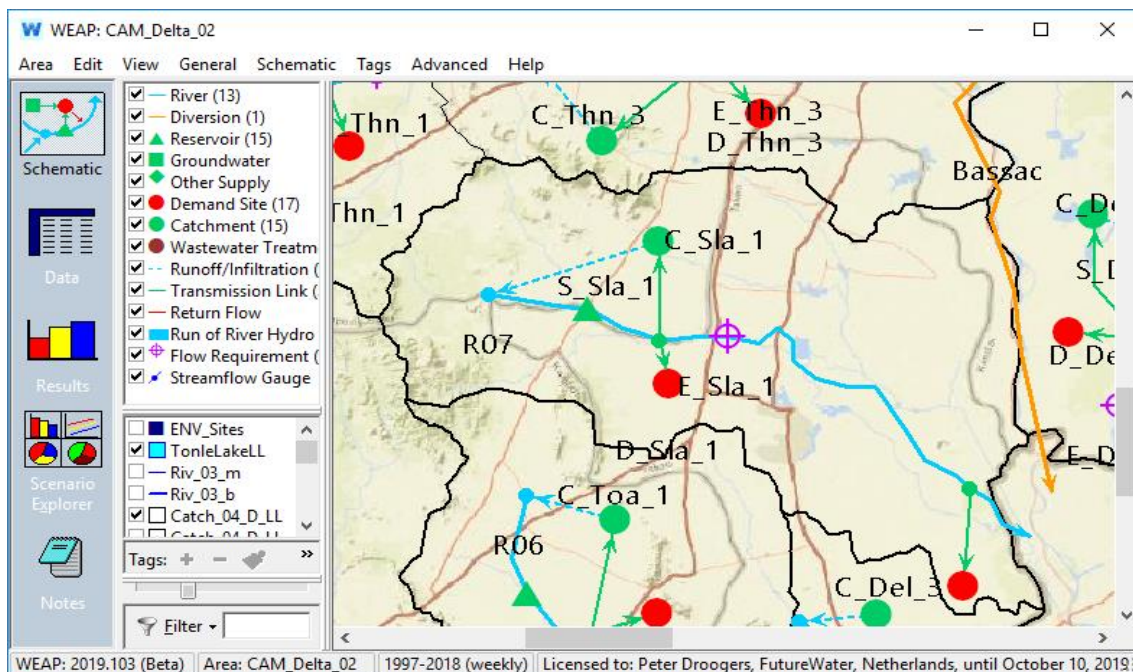 WEAP: CAM_Delta_02
Area Edit View General Schematic Tags Advanced Help
Schematic
Data
Results
Scenario
Explorer
Notes
River (13)
Diversion (1)
Reservoir (15)
Groundwater
Other Supply
Demand Site (17)
Catchment (15)
Wastewater Treatm
Runoff/Infiltration (
Transmission Link (
Return Flow
Run of River Hydro
Flow Requirement (
Streamflow Gauge
ENV_Sites
TonleLakeLL
Riv_03_m
Riv_03_b
Catch_04_D_LL
Tags:
Filter
Thn_1
C_Thn_3
E_Thn_3
D_Thn_3
Bassac
C_De
Thn_1
C_Sla_1
S_Sla_1
S_D
R07
D_De
E_Sla_1
D_Sla_1
E_D
C_Toa_1
R06
C_Del_3
WEAP: 2019.103 (Beta) Area: CAM_Delta_02 1997-2018 (weekly) Licensed to: Peter Droogers, FutureWater, Netherlands, until October 10, 2019